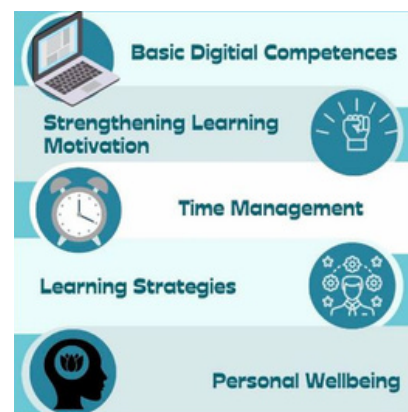 Basic Digitial Competences
Strengthening Learning
Motivation
Time Management
Learning Strategies
Personal Wellbeing